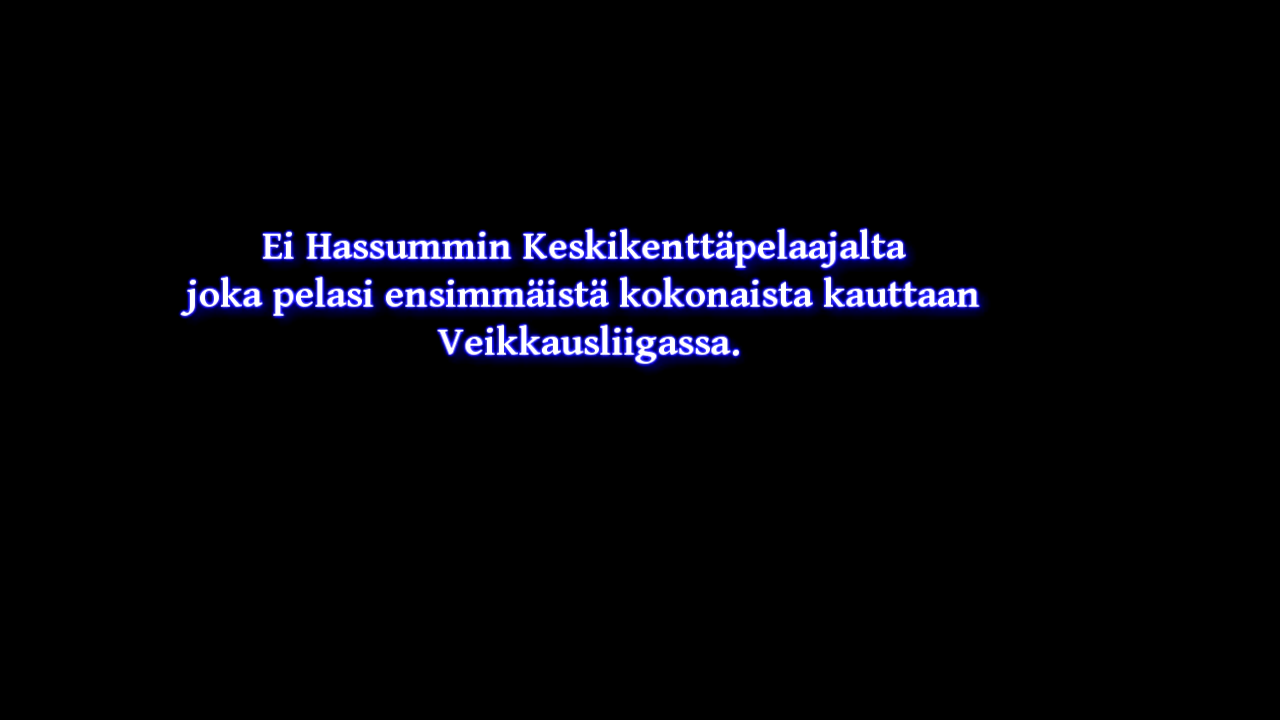 Ei Hassummin Keskikenttäpelaajalta
joka pelasi ensimmäistä kokonaista kauttaan
Veikkausliigassa.